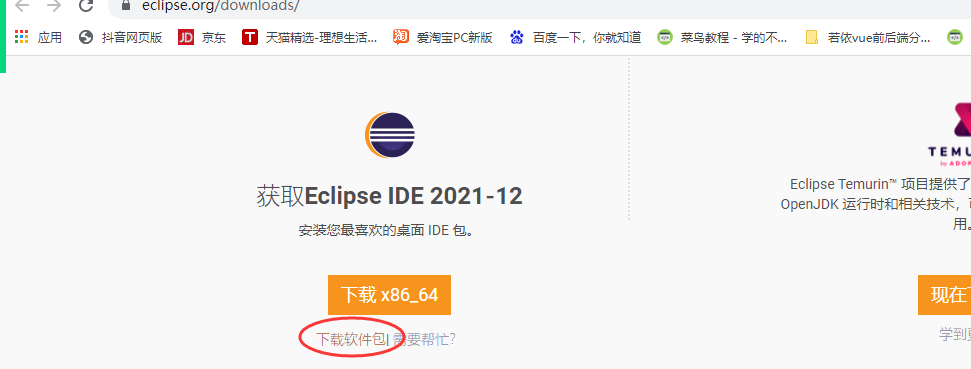 eclipse.org/downloads/
应用 抖音网页版 JD 京东 T 天猫精选-理想生活... 淘 爱淘宝PC新版 百度一下，你就知道 菜鸟教程 - 学的不... 若依vue前后端分...
获取Eclipse IDE 2021-12
安装您最喜欢的桌面 IDE 包。
下载 x86_64
下载软件包| 需要帮忙？
TEMU
by ADOP
Eclipse Temurin™ 项目提供了
OpenJDK 运行时和相关技术，
用。
现在
学到